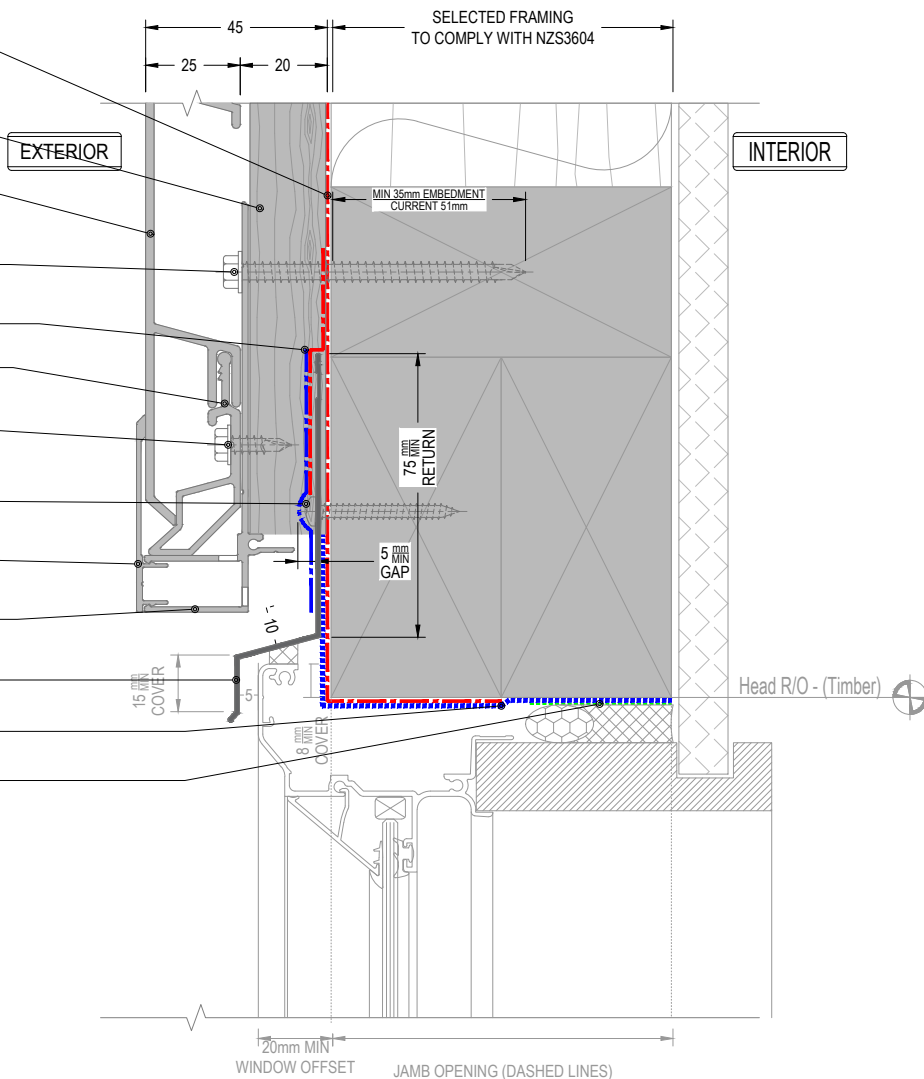 SELECTED FRAMING
TO COMPLY WITH NZS3604
45
25
20
EXTERIOR
INTERIOR
MIN 35mm EMBEDMENT
CURRENT 51mm
75 mm MIN
RETURN
5 mm MIN
GAP
10
15 mm MIN
COVER
5
8 mm MIN
COVER
Head R/O - (Timber)
20mm MIN
WINDOW OFFSET
JAMB OPENING (DASHED LINES)